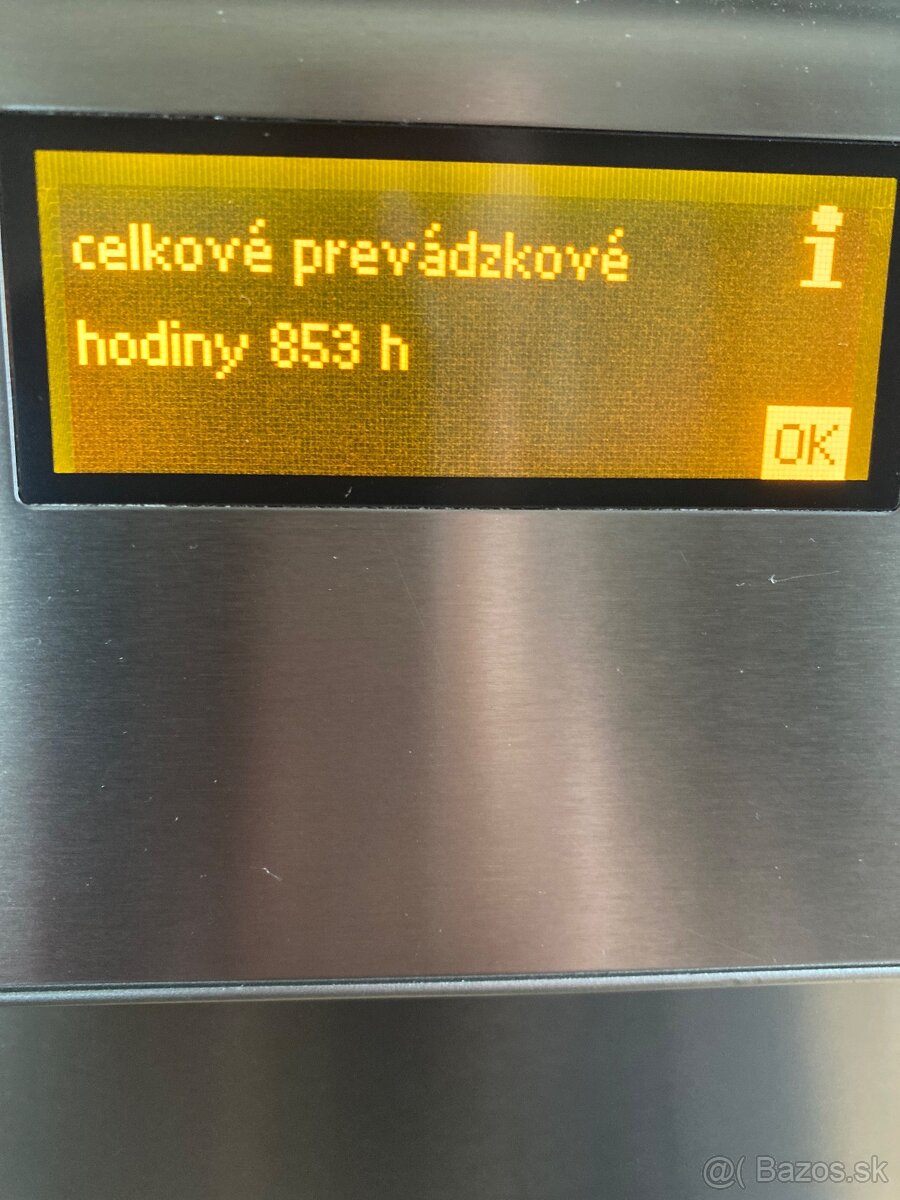 celkové prevádzkové
i
hodiny 853 h
OK
@( Bazos.sk